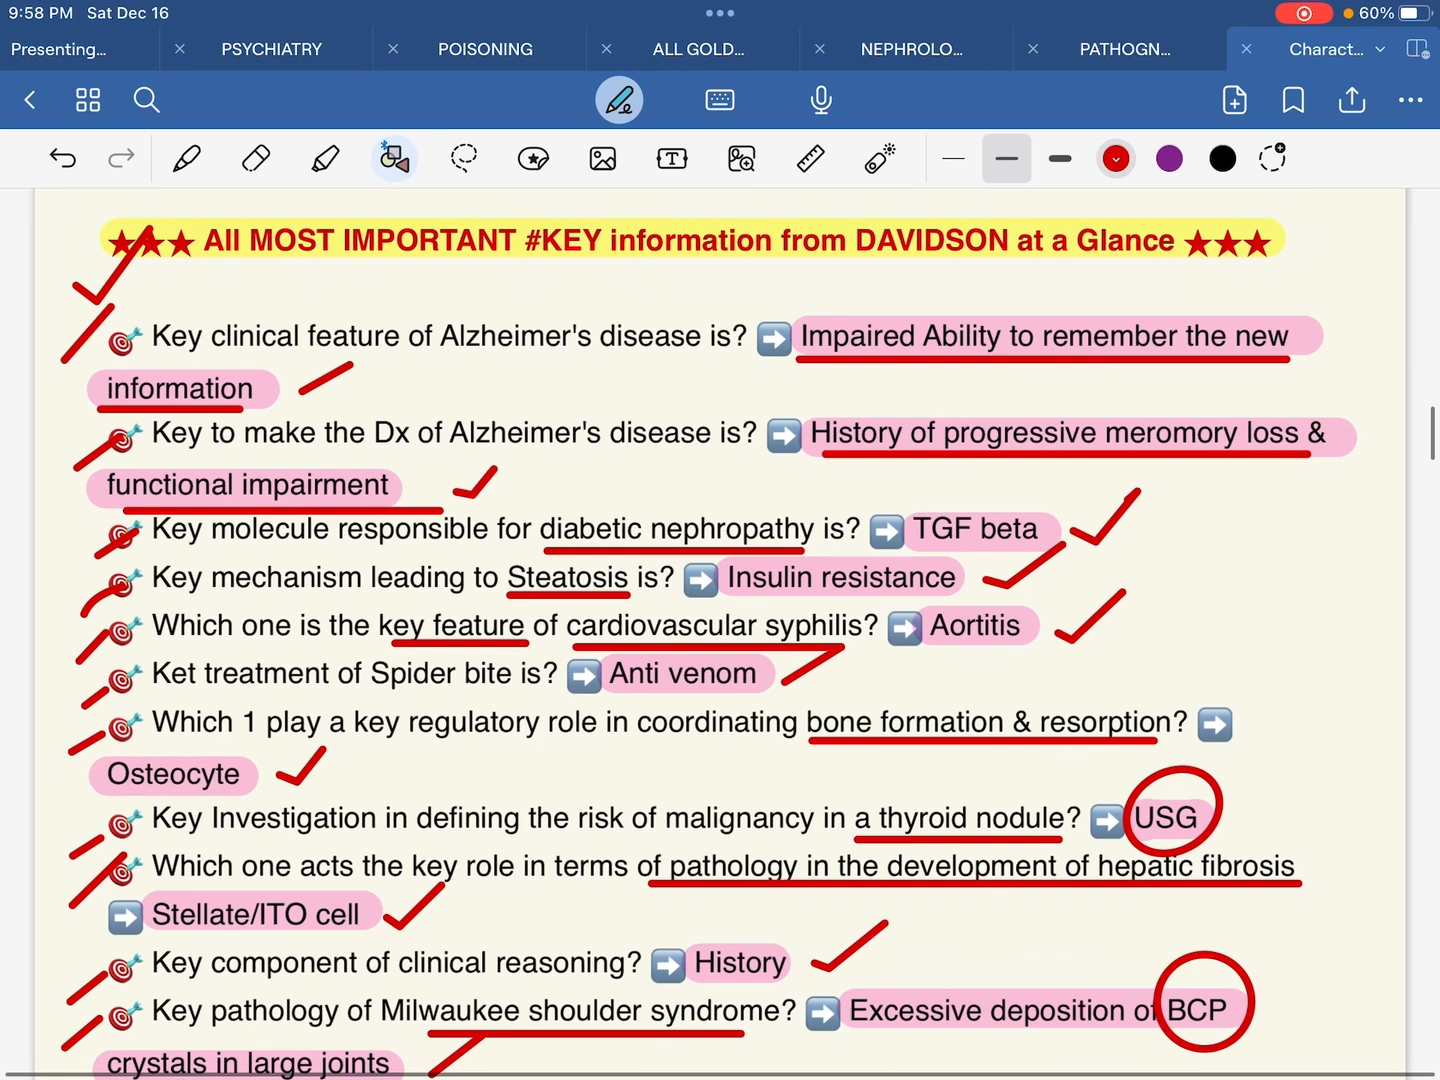 9:58 PM Sat Dec 16
60%
Presenting... PSYCHIATRY POISONING ALL GOLD... NEPHROLO... PATHOGN... Charact...
★★★ All MOST IMPORTANT #KEY information from DAVIDSON at a Glance ★★★
🎯 Key clinical feature of Alzheimer's disease is? ➡️ Impaired Ability to remember the new
information
🎯 Key to make the Dx of Alzheimer's disease is? ➡️ History of progressive meromory loss &
functional impairment
🎯 Key molecule responsible for diabetic nephropathy is? ➡️ TGF beta
🎯 Key mechanism leading to Steatosis is? ➡️ Insulin resistance
🎯 Which one is the key feature of cardiovascular syphilis? ➡️ Aortitis
🎯 Ket treatment of Spider bite is? ➡️ Anti venom
🎯 Which 1 play a key regulatory role in coordinating bone formation & resorption? ➡️
Osteocyte
🎯 Key Investigation in defining the risk of malignancy in a thyroid nodule? ➡️ USG
🎯 Which one acts the key role in terms of pathology in the development of hepatic fibrosis
➡️ Stellate/ITO cell
🎯 Key component of clinical reasoning? ➡️ History
🎯 Key pathology of Milwaukee shoulder syndrome? ➡️ Excessive deposition of BCP
crystals in large joints